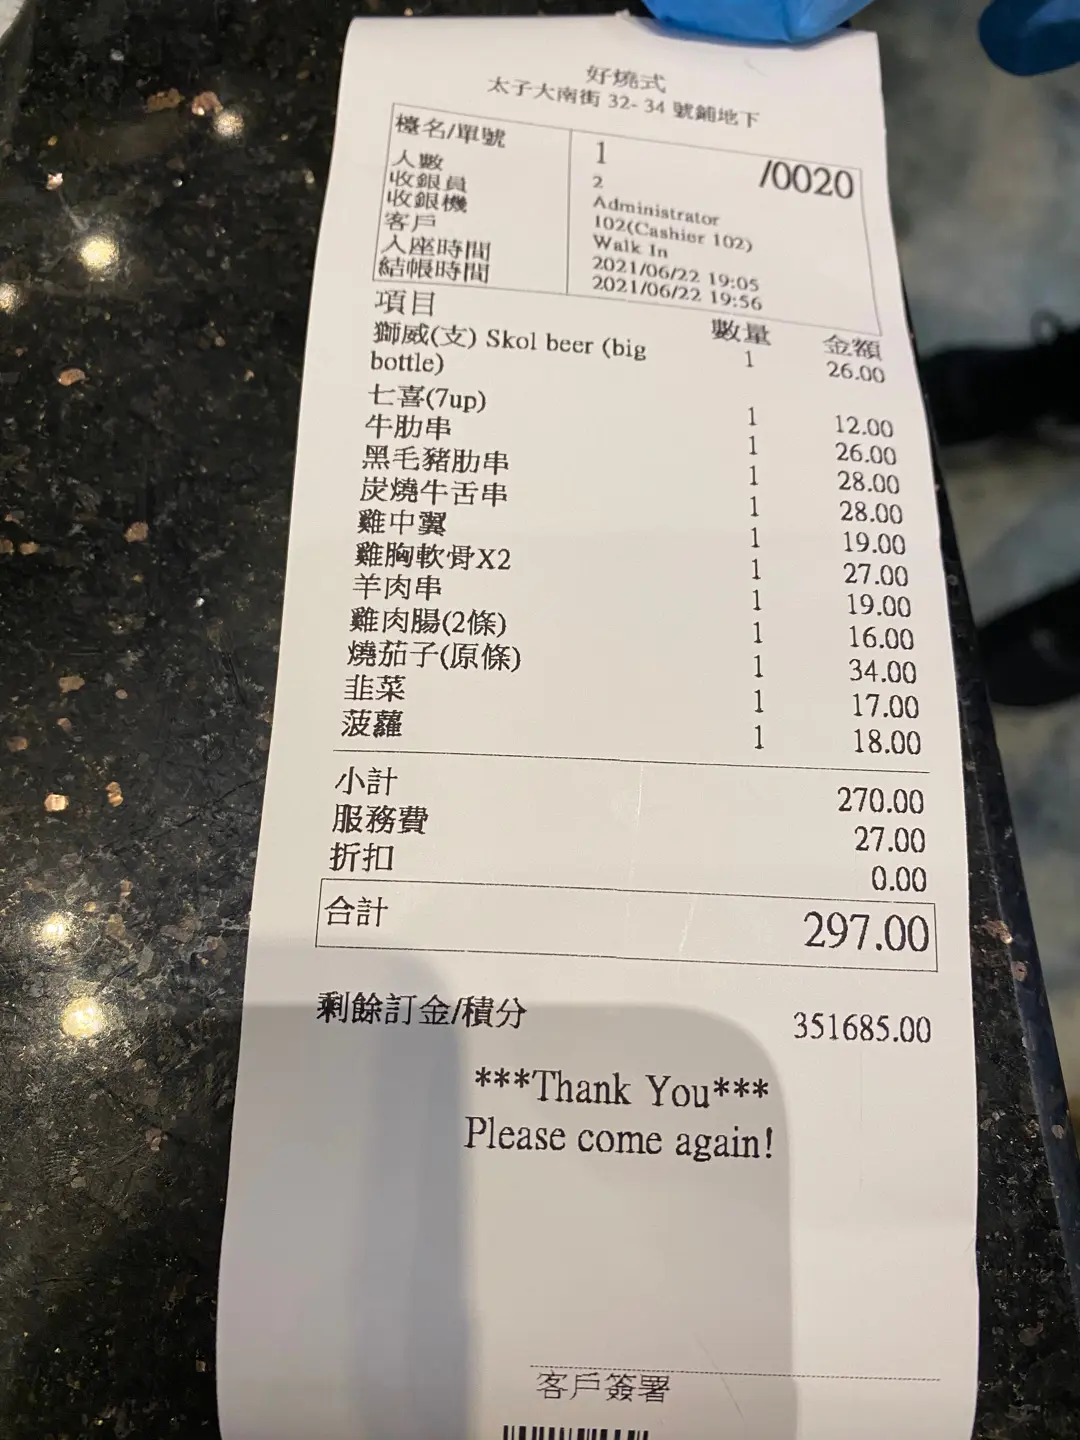 好燒式
太子大南街 32- 34 號鋪地下
檯名/單號 1 /0020
人數 2
收銀員 Administrator
收銀機 102(Cashier 102)
客戶 Walk In
入座時間 2021/06/22 19:05
結帳時間 2021/06/22 19:56
項目 數量 金額
獅威(支) Skol beer (big 1 26.00
bottle)
七喜(7up) 1 12.00
牛肋串 1 26.00
黑毛豬肋串 1 28.00
炭燒牛舌串 1 28.00
雞中翼 1 19.00
雞胸軟骨X2 1 27.00
羊肉串 1 19.00
雞肉腸(2條) 1 16.00
燒茄子(原條) 1 34.00
韭菜 1 17.00
菠蘿 1 18.00
小計 270.00
服務費 27.00
折扣 0.00
合計 297.00
剩餘訂金/積分 351685.00
***Thank You***
Please come again!
客戶簽署